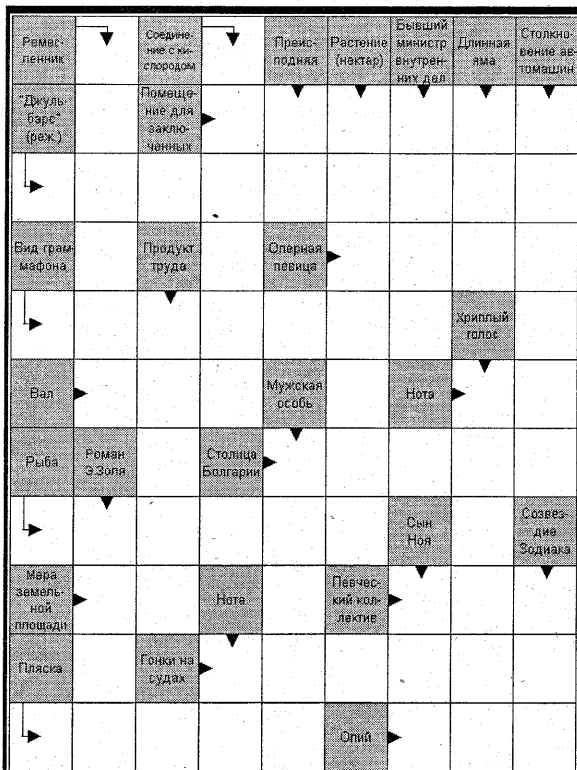 Ремес-
ленник
Соедине-
ние с ки-
слородом
Преис-
подняя
Растение
(нектар)
Бывший
министр
внутрен-
них дел
Длинная
яма
Столкно-
вение ав-
томашин
"Джуль-
барс"
(реж.)
Помеще-
ние для
заклю-
ченных
Вид грам-
мафона
Продукт
труда
Оперная
певица
Хриплый
голос
Вал
Мужская
особь
Нота
Рыба
Роман
Э.Золя
Столица
Болгарии
Сын
Ноя
Созвез-
дие
Зодиака
Мера
земель-
ной
площади
Нота
Певчес-
кий кол-
лектив
Пляска
Гонки на
судах
Опий